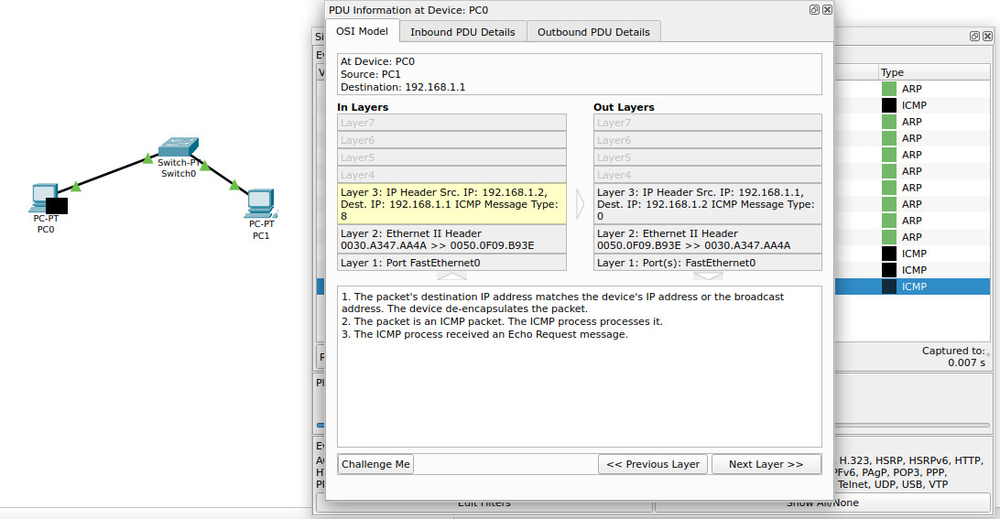 PDU Information at Device: PC0
OSI Model
Inbound PDU Details
Outbound PDU Details
At Device: PC0
Source: PC1
Destination: 192.168.1.1
In Layers
Layer7
Layer6
Layer5
Layer4
Layer 3: IP Header Src. IP: 192.168.1.2,
Dest. IP: 192.168.1.1 ICMP Message Type:
8
Layer 2: Ethernet II Header
0030.A347.AA4A >> 0050.0F09.B93E
Layer 1: Port FastEthernet0
Out Layers
Layer7
Layer6
Layer5
Layer4
Layer 3: IP Header Src. IP: 192.168.1.1,
Dest. IP: 192.168.1.2 ICMP Message Type:
0
Layer 2: Ethernet II Header
0050.0F09.B93E >> 0030.A347.AA4A
Layer 1: Port(s): FastEthernet0
1. The packet's destination IP address matches the device's IP address or the broadcast
address. The device de-encapsulates the packet.
2. The packet is an ICMP packet. The ICMP process processes it.
3. The ICMP process received an Echo Request message.
Challenge Me
<< Previous Layer
Next Layer >>
Switch-PT
Switch0
PC-PT
PC0
PC-PT
PC1
Type
ARP
ICMP
ARP
ARP
ARP
ARP
ARP
ARP
ARP
ARP
ICMP
ICMP
ICMP
Captured to:
0.007 s
H.323, HSRP, HSRPv6, HTTP,
PFv6, PAgP, POP3, PPP,
Telnet, UDP, USB, VTP
Edit Filters
Show All/None